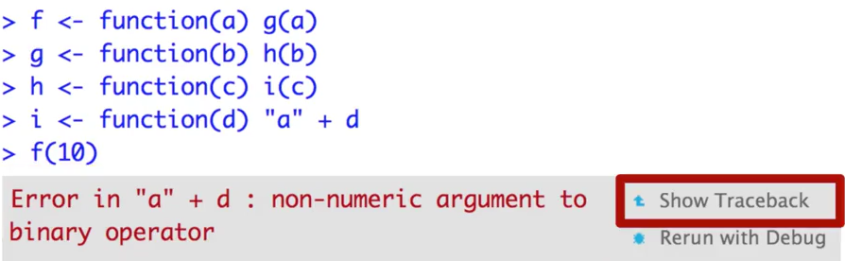 > f <- function(a) g(a)
> g <- function(b) h(b)
> h <- function(c) i(c)
> i <- function(d) "a" + d
> f(10)
Error in "a" + d : non-numeric argument to
binary operator
Show Traceback
Rerun with Debug